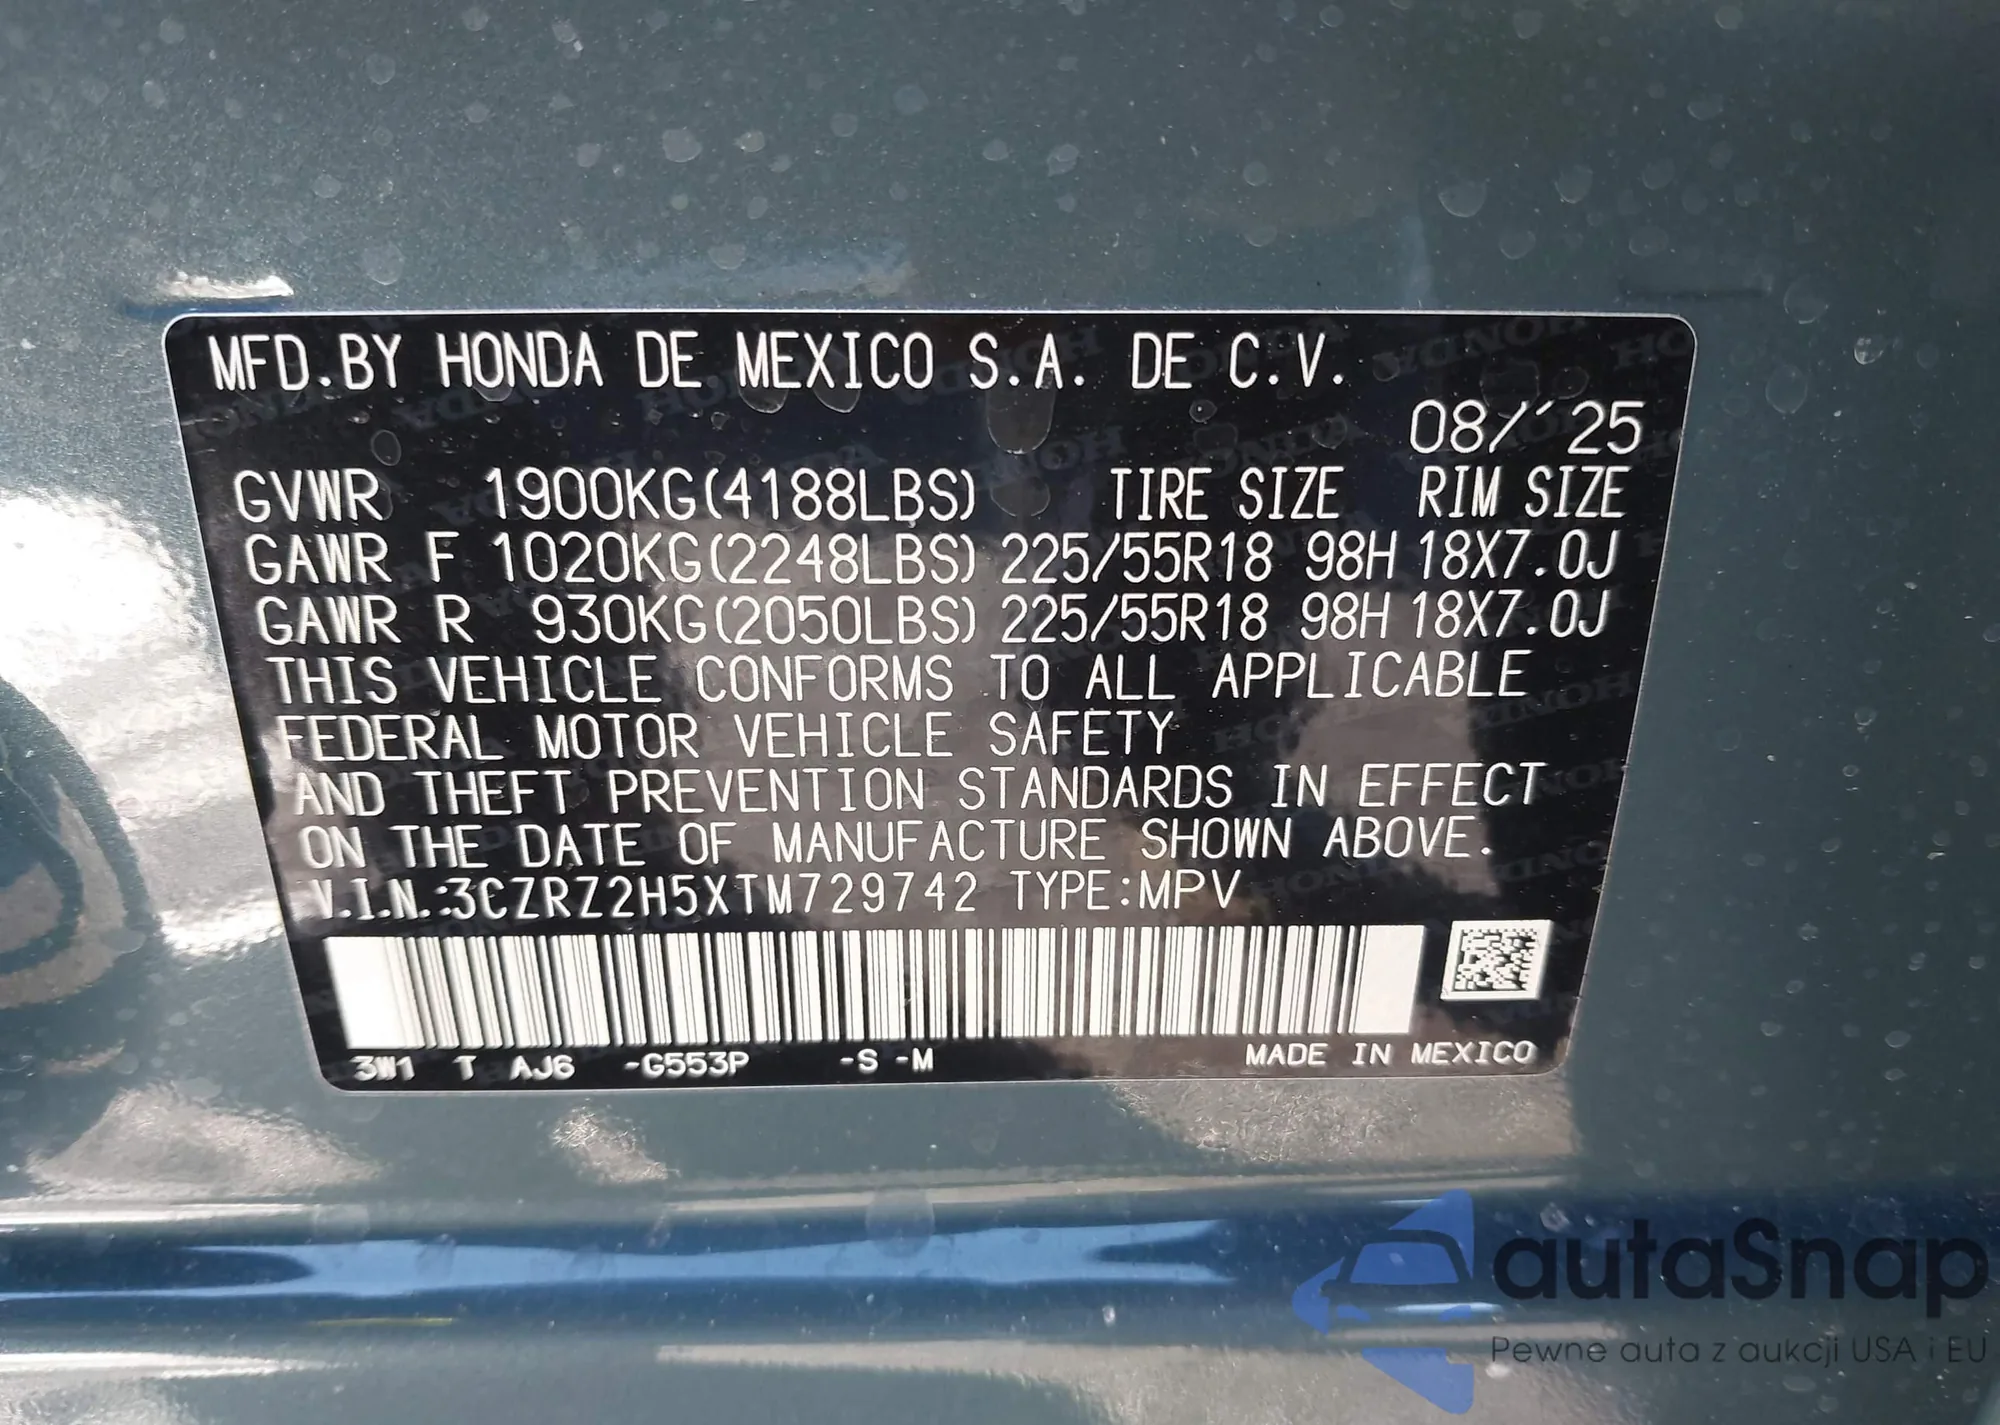 MFD.BY HONDA DE MEXICO S.A. DE C.V.
08/´25
GVWR 1900KG(4188LBS) TIRE SIZE RIM SIZE
GAWR F 1020KG(2248LBS) 225/55R18 98H 18X7.0J
GAWR R 930KG(2050LBS) 225/55R18 98H 18X7.0J
THIS VEHICLE CONFORMS TO ALL APPLICABLE
FEDERAL MOTOR VEHICLE SAFETY
AND THEFT PREVENTION STANDARDS IN EFFECT
ON THE DATE OF MANUFACTURE SHOWN ABOVE.
V.I.N.:3CZRZ2H5XTM729742 TYPE:MPV
3W1 T AJ6 -G553P -S -M MADE IN MEXICO
autaSnap
Pewne auta z aukcji USA i EU